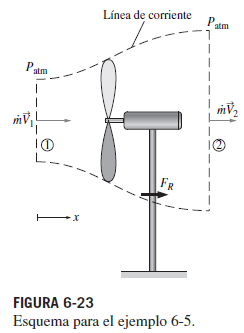 Línea de corriente
P_atm
P_atm
ṁV⃗₁
ṁV⃗₂
①
②
F_R
x
FIGURA 6-23
Esquema para el ejemplo 6-5.